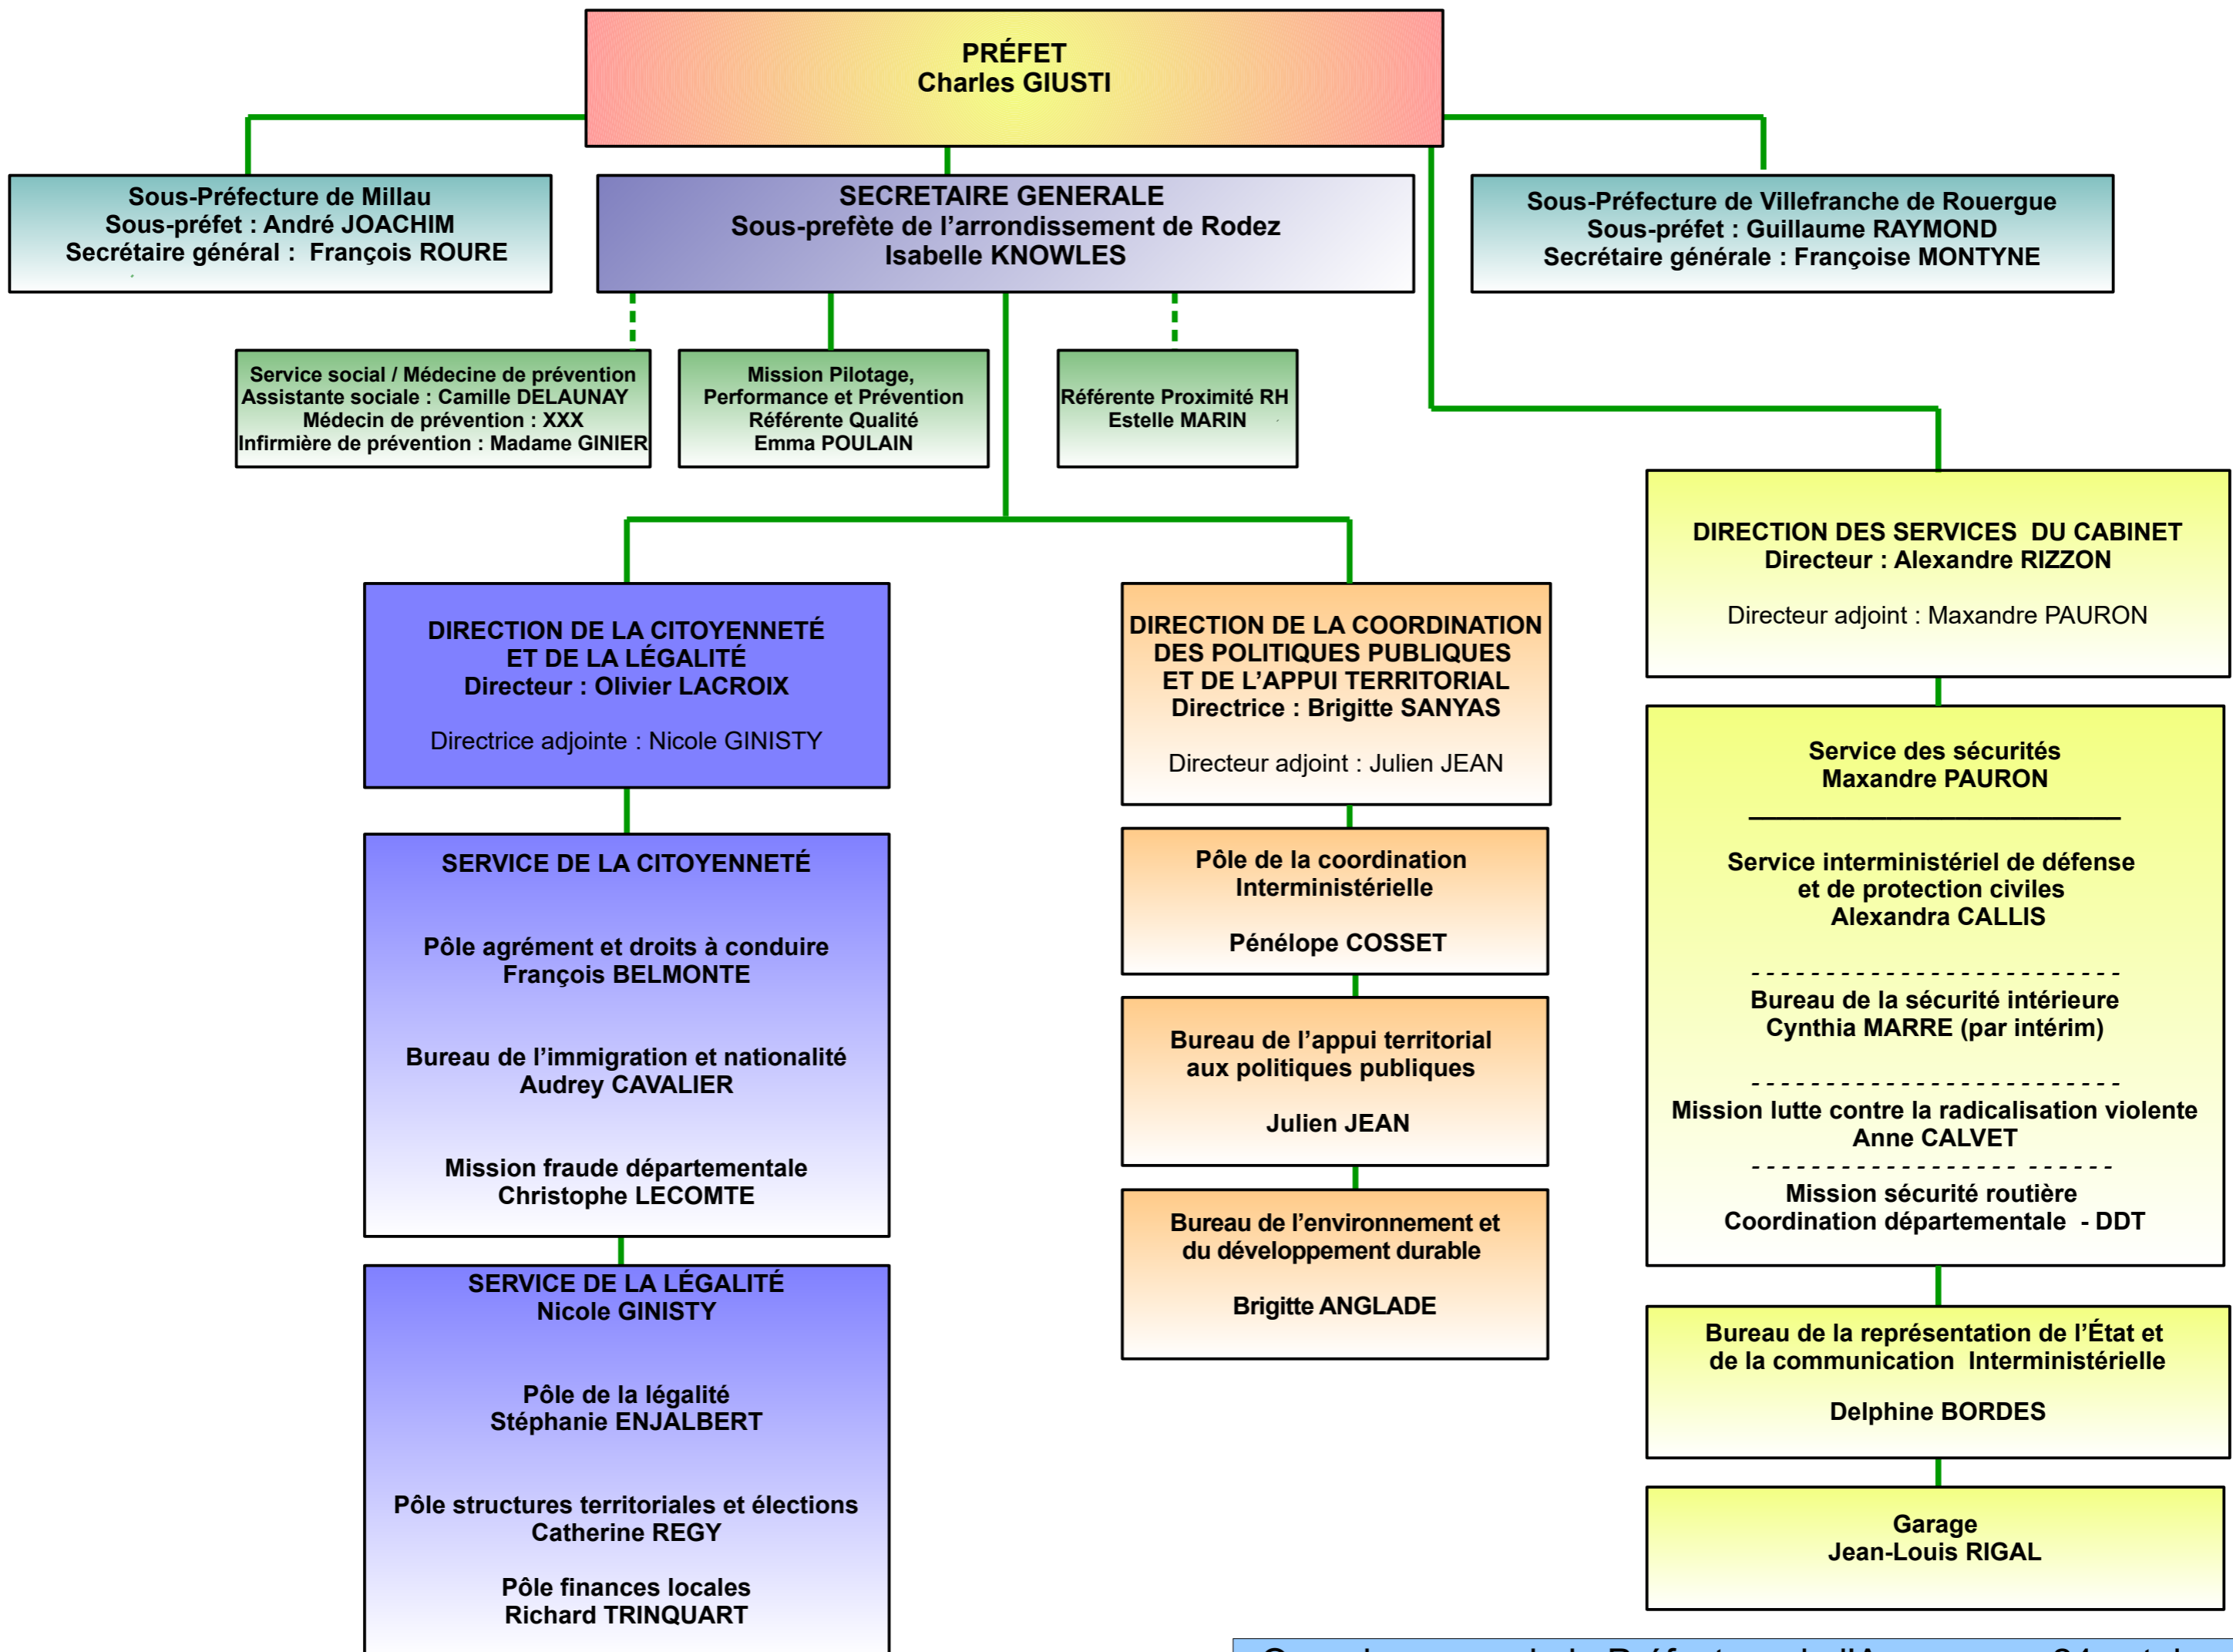 PRÉFET
Charles GIUSTI
Sous-Préfecture de Millau
Sous-préfet : André JOACHIM
Secrétaire général : François ROURE
SECRETAIRE GENERALE
Sous-prefète de l'arrondissement de Rodez
Isabelle KNOWLES
Sous-Préfecture de Villefranche de Rouergue
Sous-préfet : Guillaume RAYMOND
Secrétaire générale : Françoise MONTYNE
Service social / Médecine de prévention
Assistante sociale : Camille DELAUNAY
Médecin de prévention : XXX
Infirmière de prévention : Madame GINIER
Mission Pilotage,
Performance et Prévention
Référente Qualité
Emma POULAIN
Référente Proximité RH
Estelle MARIN
DIRECTION DE LA CITOYENNETÉ
ET DE LA LÉGALITÉ
Directeur : Olivier LACROIX
Directrice adjointe : Nicole GINISTY
SERVICE DE LA CITOYENNETÉ
Pôle agrément et droits à conduire
François BELMONTE
Bureau de l'immigration et nationalité
Audrey CAVALIER
Mission fraude départementale
Christophe LECOMTE
SERVICE DE LA LÉGALITÉ
Nicole GINISTY
Pôle de la légalité
Stéphanie ENJALBERT
Pôle structures territoriales et élections
Catherine REGY
Pôle finances locales
Richard TRINQUART
DIRECTION DE LA COORDINATION
DES POLITIQUES PUBLIQUES
ET DE L'APPUI TERRITORIAL
Directrice : Brigitte SANYAS
Directeur adjoint : Julien JEAN
Pôle de la coordination
Interministérielle
Pénélope COSSET
Bureau de l'appui territorial
aux politiques publiques
Julien JEAN
Bureau de l'environnement et
du développement durable
Brigitte ANGLADE
DIRECTION DES SERVICES DU CABINET
Directeur : Alexandre RIZZON
Directeur adjoint : Maxandre PAURON
Service des sécurités
Maxandre PAURON
Service interministériel de défense
et de protection civiles
Alexandra CALLIS
Bureau de la sécurité intérieure
Cynthia MARRE (par intérim)
Mission lutte contre la radicalisation violente
Anne CALVET
Mission sécurité routière
Coordination départementale - DDT
Bureau de la représentation de l'État et
de la communication Interministérielle
Delphine BORDES
Garage
Jean-Louis RIGAL